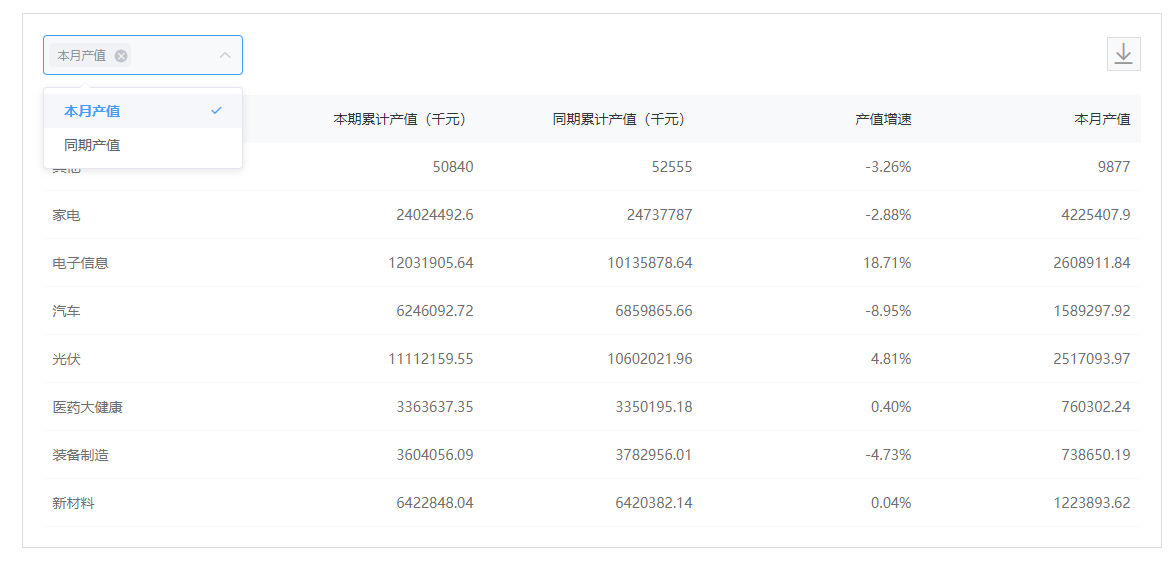 本月产值
本月产值
同期产值
本期累计产值（千元） 同期累计产值（千元） 产值增速 本月产值
其他 50840 52555 -3.26% 9877
家电 24024492.6 24737787 -2.88% 4225407.9
电子信息 12031905.64 10135878.64 18.71% 2608911.84
汽车 6246092.72 6859865.66 -8.95% 1589297.92
光伏 11112159.55 10602021.96 4.81% 2517093.97
医药大健康 3363637.35 3350195.18 0.40% 760302.24
装备制造 3604056.09 3782956.01 -4.73% 738650.19
新材料 6422848.04 6420382.14 0.04% 1223893.62